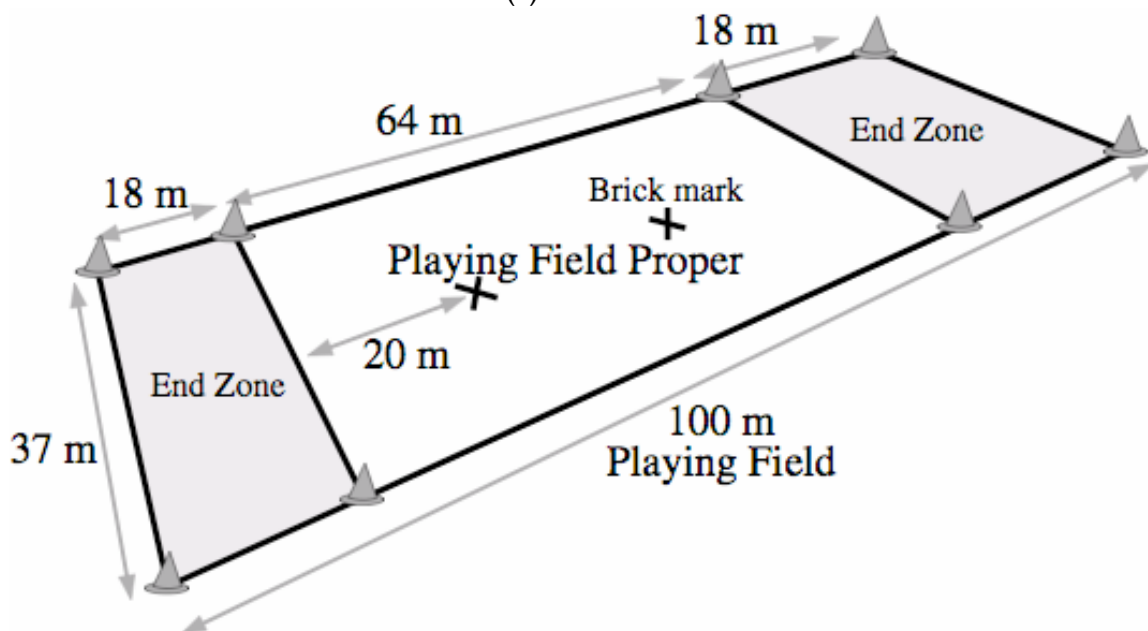 18 m
64 m
End Zone
18 m
Brick mark
Playing Field Proper
20 m
End Zone
37 m
100 m
Playing Field